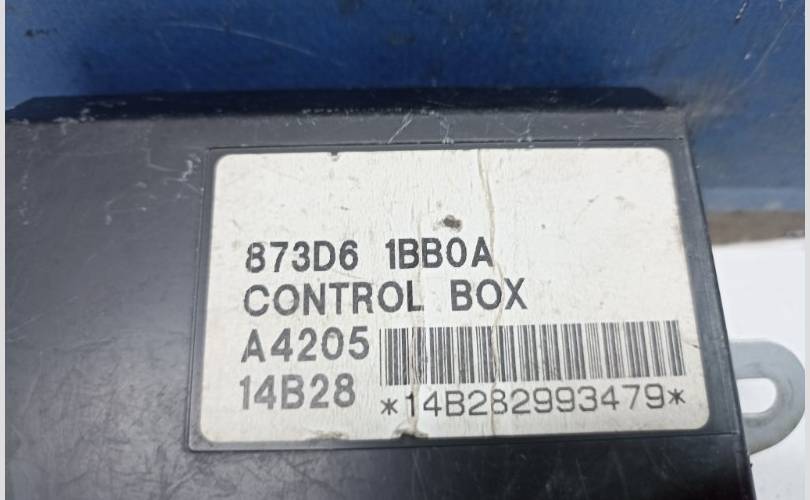 873D6 1BB0A
CONTROL BOX
A4205
14B28
*14B282993479*